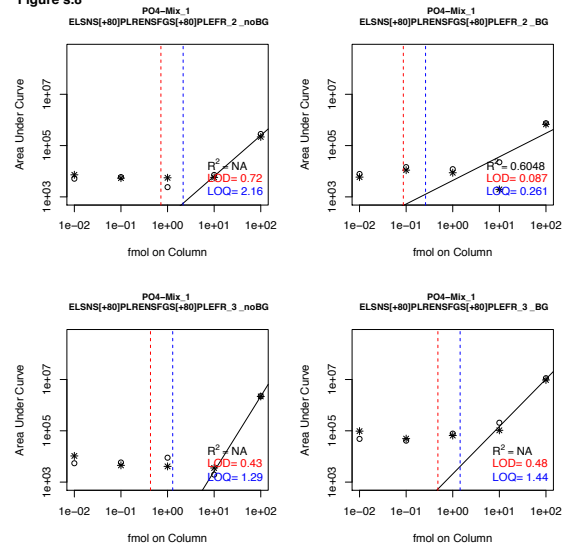 Figure s.8
PO4−Mix_1
ELSNS[+80]PLRENSFGS[+80]PLEFR_2 _noBG
Area Under Curve
1e+03 1e+05 1e+07
R² = NA
LOD= 0.72
LOQ= 2.16
1e−02 1e−01 1e+00 1e+01 1e+02
fmol on Column
PO4−Mix_1
ELSNS[+80]PLRENSFGS[+80]PLEFR_2 _BG
Area Under Curve
1e+03 1e+05 1e+07
R² = 0.6048
LOD= 0.087
LOQ= 0.261
1e−02 1e−01 1e+00 1e+01 1e+02
fmol on Column
PO4−Mix_1
ELSNS[+80]PLRENSFGS[+80]PLEFR_3 _noBG
Area Under Curve
1e+03 1e+05 1e+07
R² = NA
LOD= 0.43
LOQ= 1.29
1e−02 1e−01 1e+00 1e+01 1e+02
fmol on Column
PO4−Mix_1
ELSNS[+80]PLRENSFGS[+80]PLEFR_3 _BG
Area Under Curve
1e+03 1e+05 1e+07
R² = NA
LOD= 0.48
LOQ= 1.44
1e−02 1e−01 1e+00 1e+01 1e+02
fmol on Column